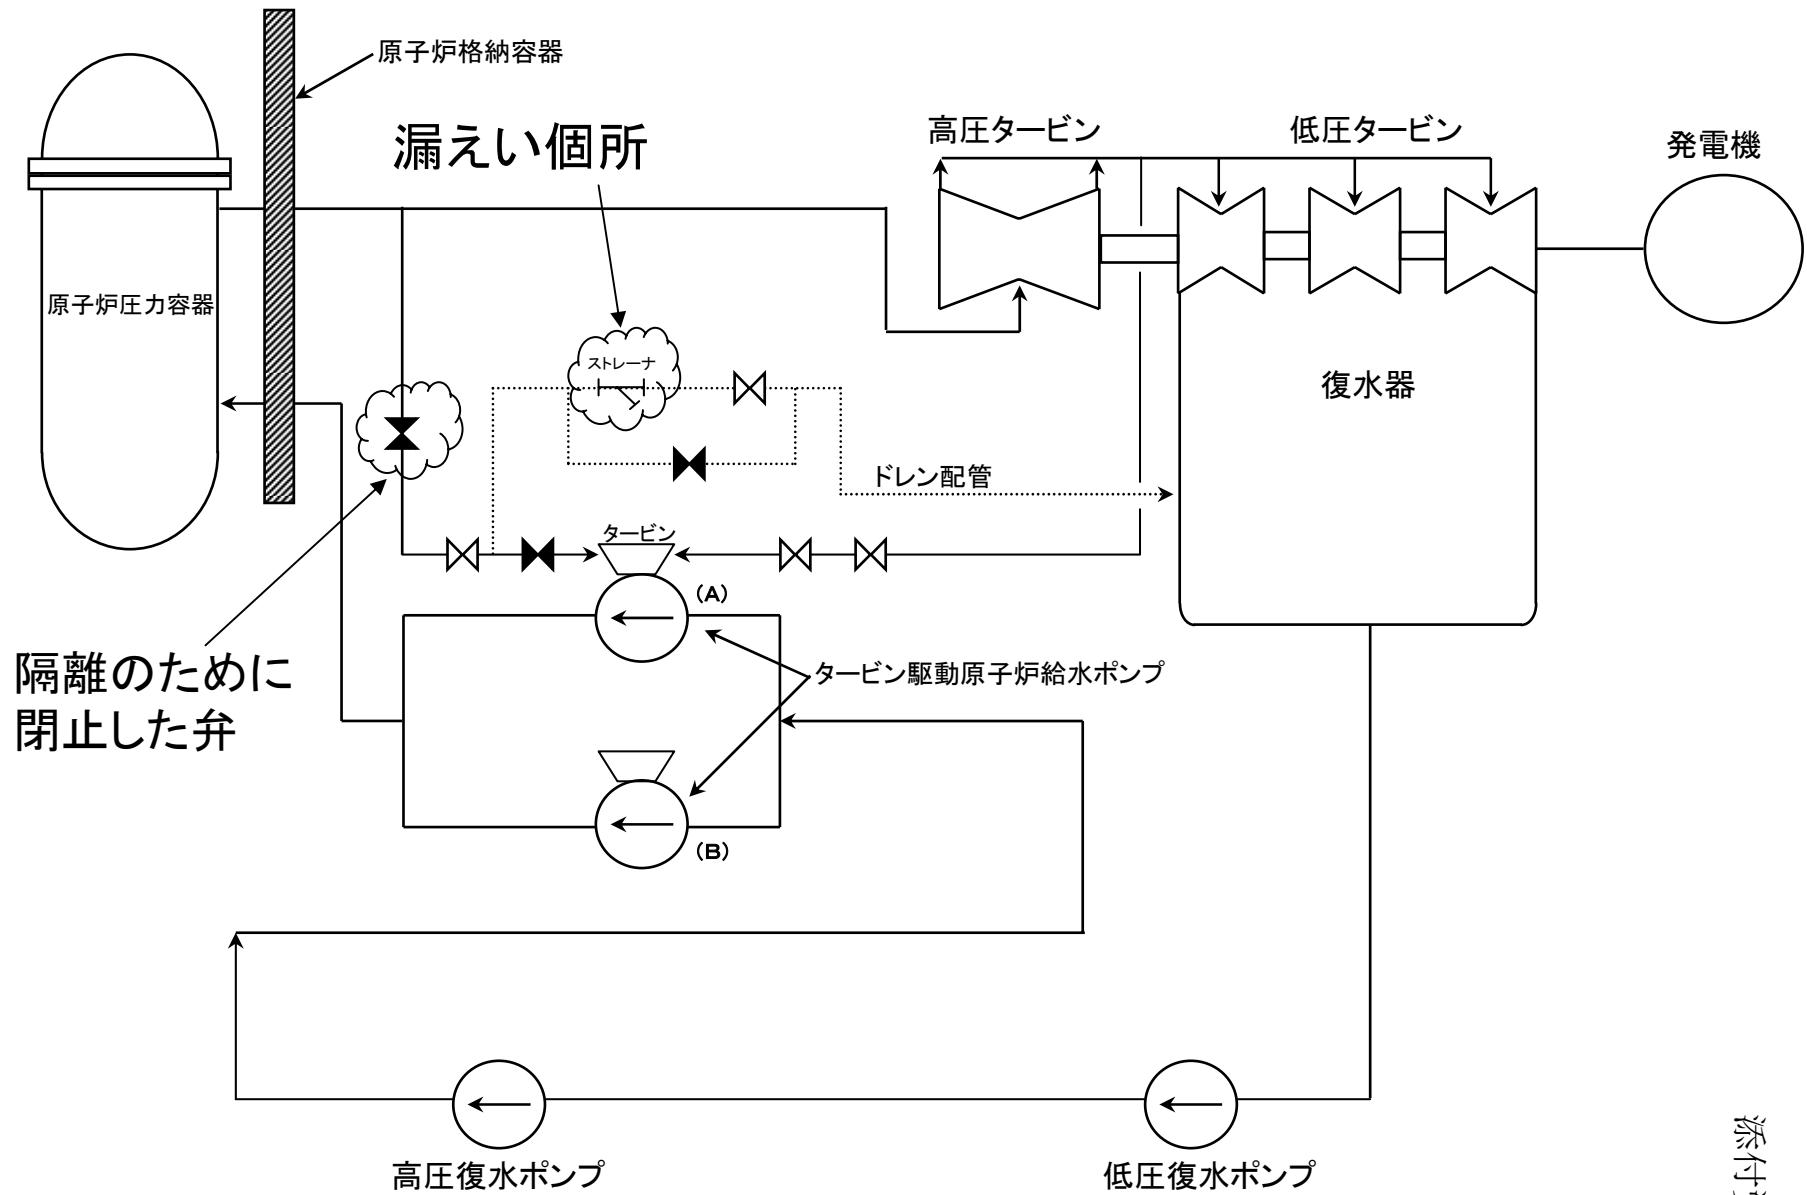 原子炉格納容器
漏えい個所
高圧タービン
低圧タービン
発電機
原子炉圧力容器
ストレーナ
復水器
ドレン配管
タービン
(A)
隔離のために
閉止した弁
タービン駆動原子炉給水ポンプ
(B)
高圧復水ポンプ
低圧復水ポンプ
添付